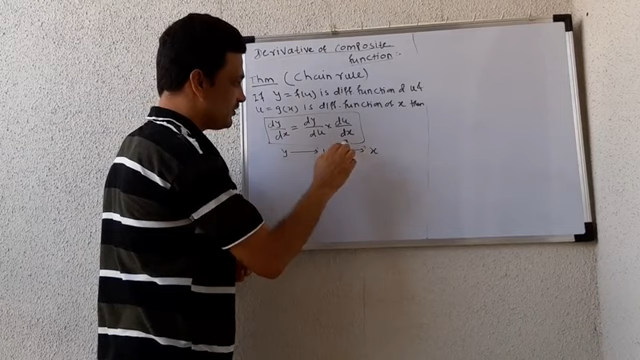 Derivative of composite
function:-
Thm (Chain rule)
If y = f(u) is diff function of u &
u = g(x) is diff. function of x then
dy/dx = dy/du × du/dx
y → → x